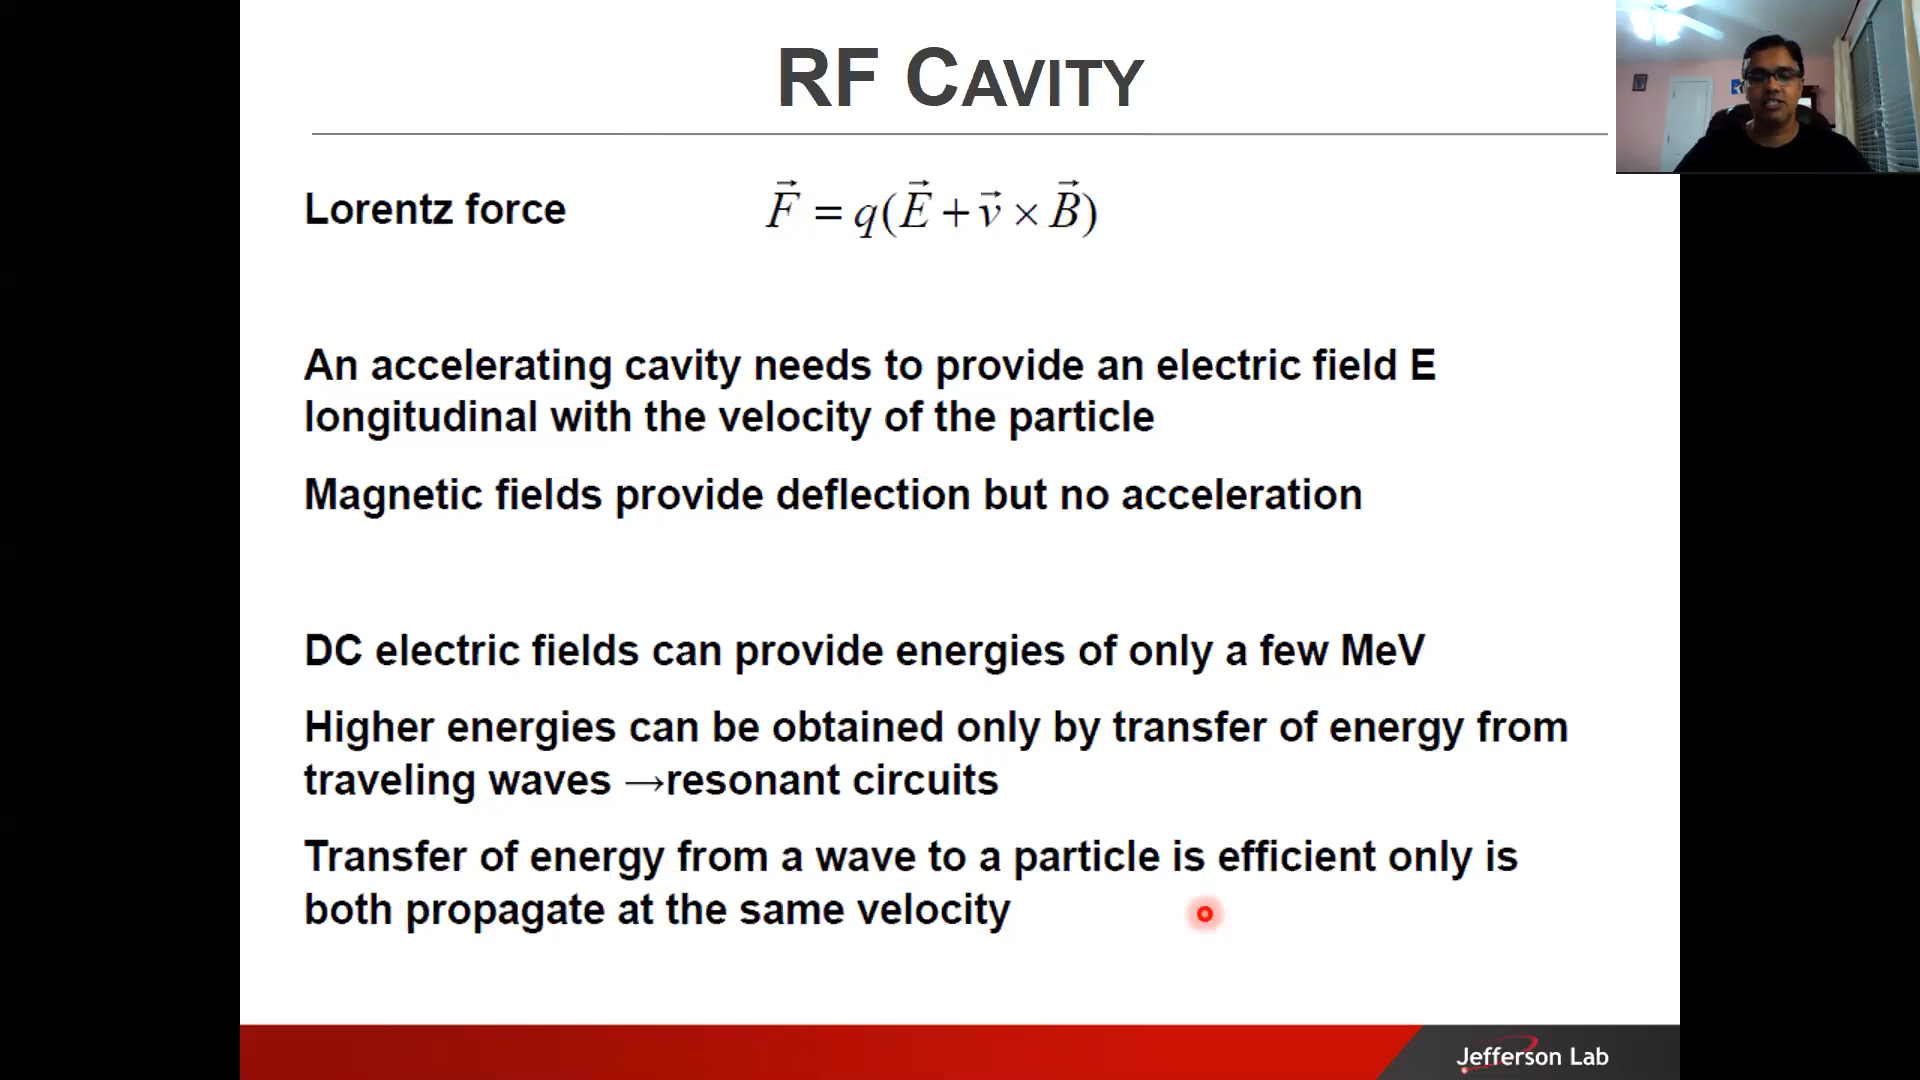 RF CAVITY
Lorentz force
F⃗ = q(E⃗ + v⃗ × B⃗)
An accelerating cavity needs to provide an electric field E
longitudinal with the velocity of the particle
Magnetic fields provide deflection but no acceleration
DC electric fields can provide energies of only a few MeV
Higher energies can be obtained only by transfer of energy from
traveling waves →resonant circuits
Transfer of energy from a wave to a particle is efficient only is
both propagate at the same velocity
Jefferson Lab